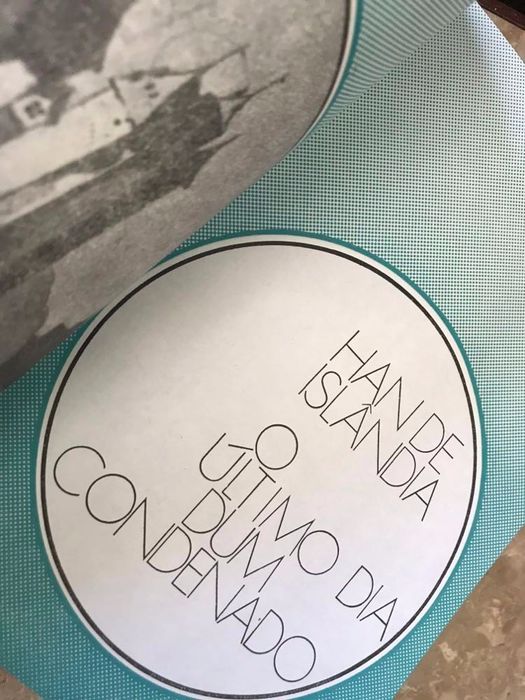 HAN DE
ISLÂNDIA
O
ÚLTIMO DIA
DUM
CONDENADO